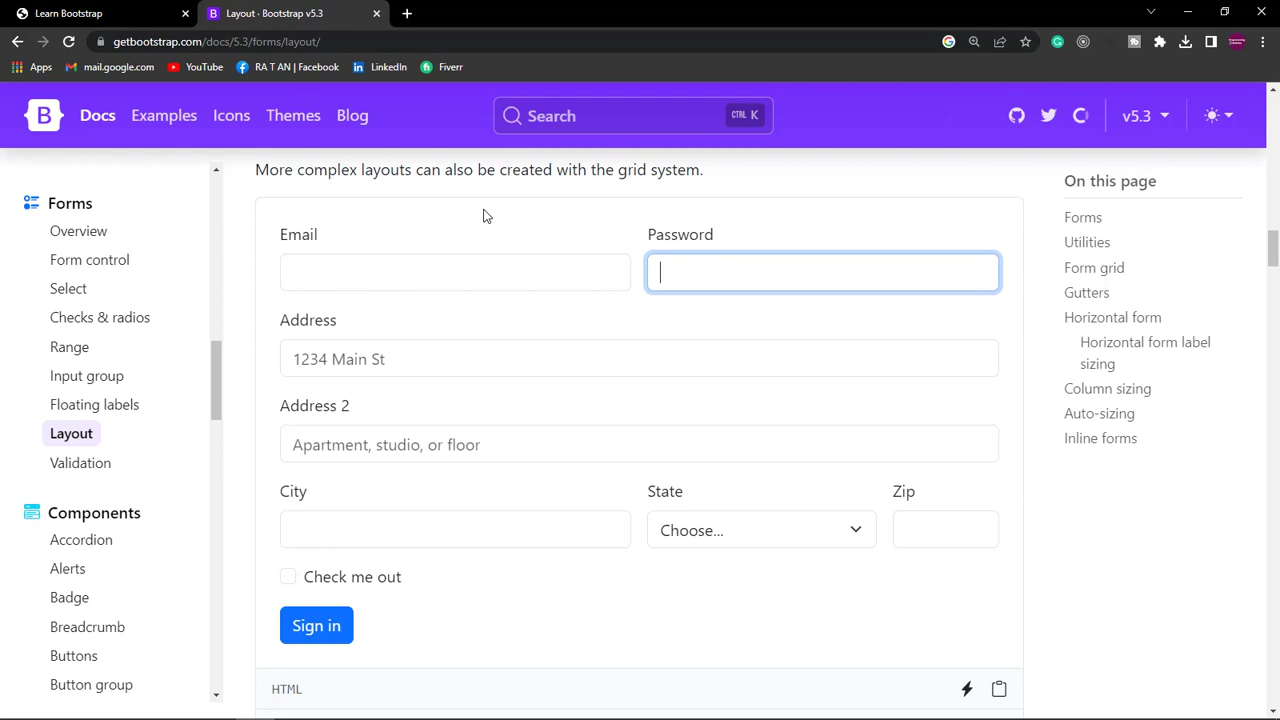 Learn Bootstrap
Layout · Bootstrap v5.3
getbootstrap.com/docs/5.3/forms/layout/
Apps
mail.google.com
YouTube
RA T AN | Facebook
LinkedIn
Fiverr
B
Docs
Examples
Icons
Themes
Blog
Search
CTRL K
v5.3
Forms
Overview
Form control
Select
Checks & radios
Range
Input group
Floating labels
Layout
Validation
Components
Accordion
Alerts
Badge
Breadcrumb
Buttons
Button group
More complex layouts can also be created with the grid system.
Email
Password
Address
1234 Main St
Address 2
Apartment, studio, or floor
City
State
Zip
Choose...
Check me out
Sign in
HTML
On this page
Forms
Utilities
Form grid
Gutters
Horizontal form
Horizontal form label
sizing
Column sizing
Auto-sizing
Inline forms